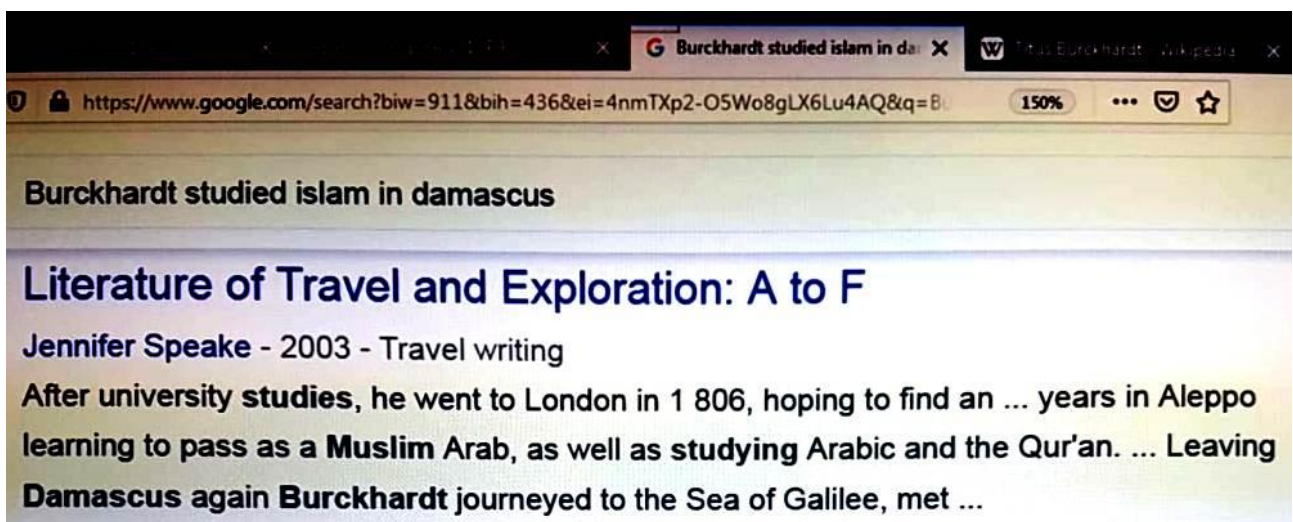 Burckhardt studied islam in da
Titus Burckhardt - Wikipedia
https://www.google.com/search?biw=911&bih=436&ei=4nmTXp2-O5Wo8gLX6Lu4AQ&q=B
150%
Burckhardt studied islam in damascus
Literature of Travel and Exploration: A to F
Jennifer Speake - 2003 - Travel writing
After university studies, he went to London in 1 806, hoping to find an ... years in Aleppo
learning to pass as a Muslim Arab, as well as studying Arabic and the Qur'an. ... Leaving
Damascus again Burckhardt journeyed to the Sea of Galilee, met ...